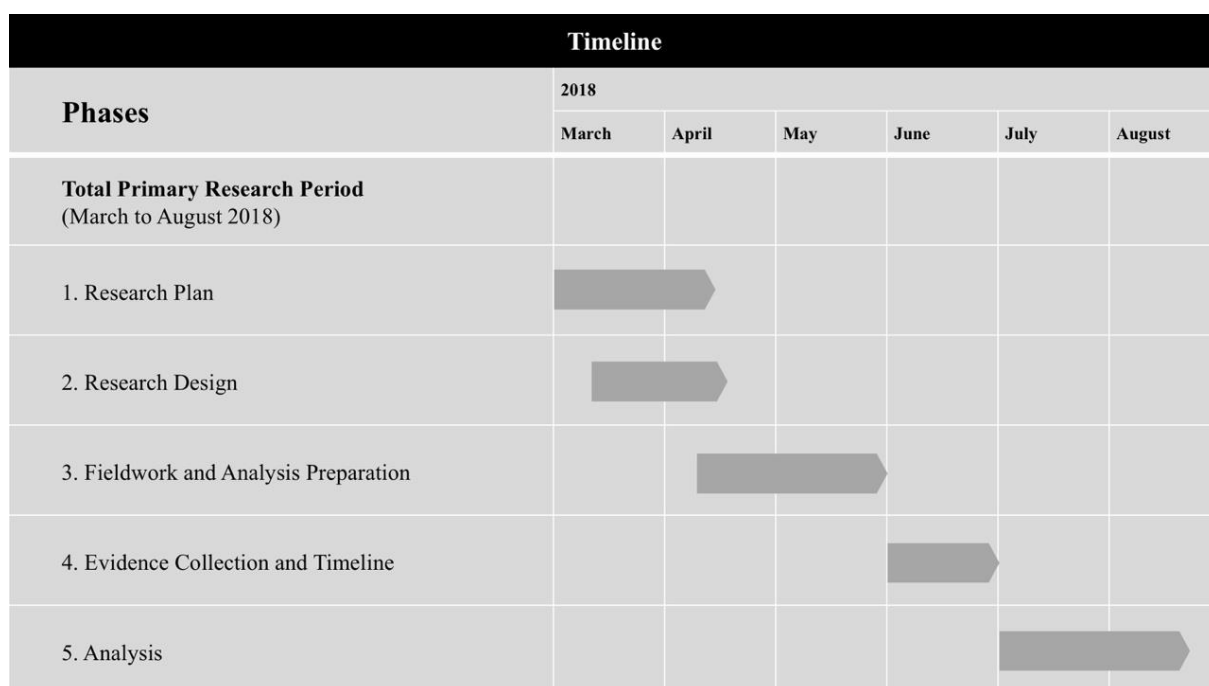 Timeline
Phases
2018
March April May June July August
Total Primary Research Period
(March to August 2018)
1. Research Plan
2. Research Design
3. Fieldwork and Analysis Preparation
4. Evidence Collection and Timeline
5. Analysis